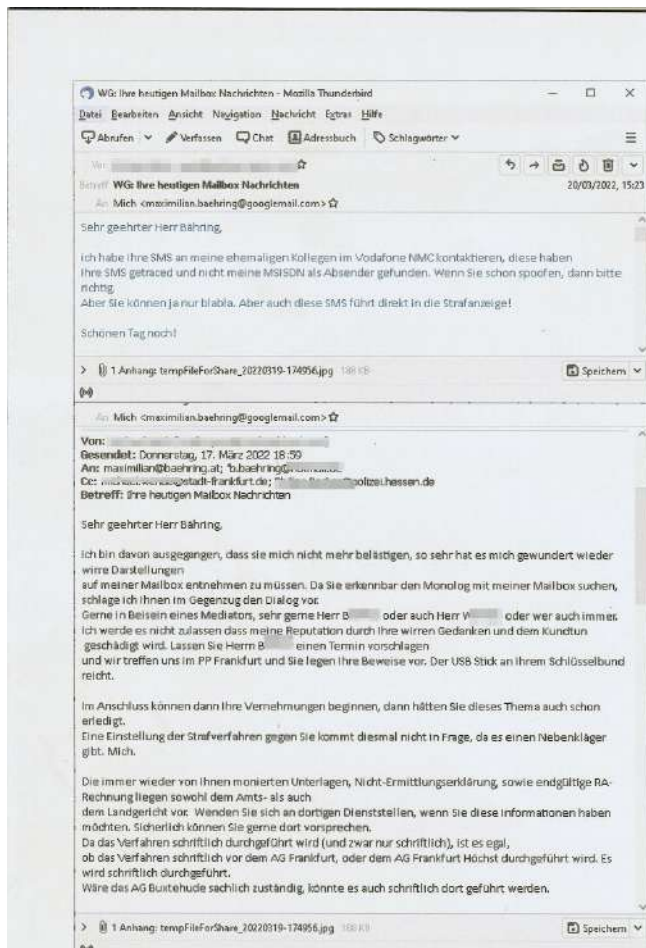 WG: Ihre heutigen Mailbox Nachrichten - Mozilla Thunderbird
Datei Bearbeiten Ansicht Navigation Nachricht Extras Hilfe
Abrufen Verfassen Chat Adressbuch Schlagwörter
Von
Betreff WG: Ihre heutigen Mailbox Nachrichten 20/03/2022, 15:23
An Mich <maximilian.baehring@googlemail.com>
Sehr geehrter Herr Bähring,
ich habe Ihre SMS an meine ehemaligen Kollegen im Vodafone NMC kontaktieren, diese haben
Ihre SMS getraced und nicht meine MSISDN als Absender gefunden. Wenn Sie schon spoofen, dann bitte
richtig.
Aber Sie können ja nur blabla. Aber auch diese SMS führt direkt in die Strafanzeige!
Schönen Tag noch!
1 Anhang: tempFileForShare_20220319-174956.jpg 188 KB Speichern
An Mich <maximilian.baehring@googlemail.com>
Von:
Gesendet: Donnerstag, 17. März 2022 18:59
An: maximilian@baehring.at; 'b.baehring@
Cc: @stadt-frankfurt.de; @polizei.hessen.de
Betreff: Ihre heutigen Mailbox Nachrichten
Sehr geehrter Herr Bähring,
ich bin davon ausgegangen, dass sie mich nicht mehr belästigen, so sehr hat es mich gewundert wieder
wirre Darstellungen
auf meiner Mailbox entnehmen zu müssen. Da Sie erkennbar den Monolog mit meiner Mailbox suchen,
schlage ich Ihnen im Gegenzug den Dialog vor.
Gerne in Beisein eines Mediators, sehr gerne Herr B oder auch Herr W oder wer auch immer.
Ich werde es nicht zulassen dass meine Reputation durch Ihre wirren Gedanken und dem Kundtun
geschädigt wird. Lassen Sie Herrn B einen Termin vorschlagen
und wir treffen uns im PP Frankfurt und Sie legen Ihre Beweise vor. Der USB Stick an Ihrem Schlüsselbund
reicht.
Im Anschluss können dann Ihre Vernehmungen beginnen, dann hätten Sie dieses Thema auch schon
erledigt.
Eine Einstellung der Strafverfahren gegen Sie kommt diesmal nicht in Frage, da es einen Nebenkläger
gibt. Mich.
Die immer wieder von Ihnen monierten Unterlagen, Nicht-Ermittlungserklärung, sowie endgültige RA-
Rechnung liegen sowohl dem Amts- als auch
dem Landgericht vor. Wenden Sie sich an dortigen Dienststellen, wenn Sie diese Informationen haben
möchten. Sicherlich können Sie gerne dort vorsprechen.
Da das Verfahren schriftlich durchgeführt wird (und zwar nur schriftlich), ist es egal,
ob das Verfahren schriftlich vor dem AG Frankfurt, oder dem AG Frankfurt Höchst durchgeführt wird. Es
wird schriftlich durchgeführt.
Wäre das AG Buxtehude sachlich zuständig, könnte es auch schriftlich dort geführt werden.
1 Anhang: tempFileForShare_20220319-174956.jpg 188 KB Speichern